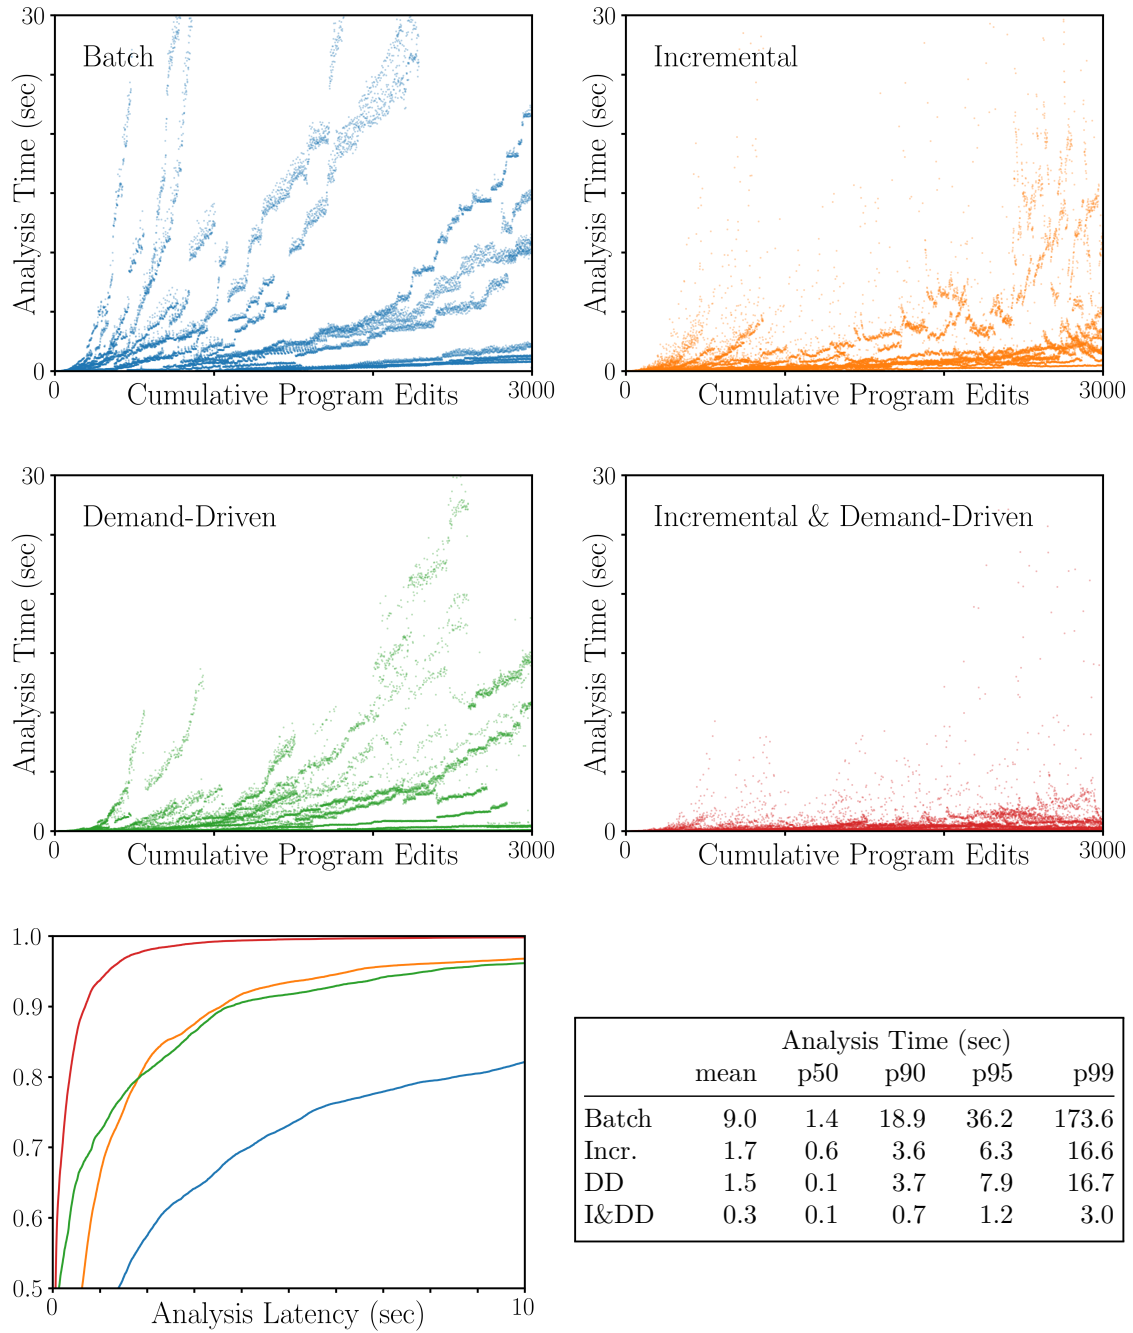 30
Batch
Analysis Time (sec)
0
0
Cumulative Program Edits
3000
30
Incremental
Analysis Time (sec)
0
0
Cumulative Program Edits
3000
30
Demand-Driven
Analysis Time (sec)
0
0
Cumulative Program Edits
3000
30
Incremental & Demand-Driven
Analysis Time (sec)
0
0
Cumulative Program Edits
3000
1.0
0.9
0.8
0.7
0.6
0.5
0
Analysis Latency (sec)
10
Analysis Time (sec)
mean p50 p90 p95 p99
Batch 9.0 1.4 18.9 36.2 173.6
Incr. 1.7 0.6 3.6 6.3 16.6
DD 1.5 0.1 3.7 7.9 16.7
I&DD 0.3 0.1 0.7 1.2 3.0